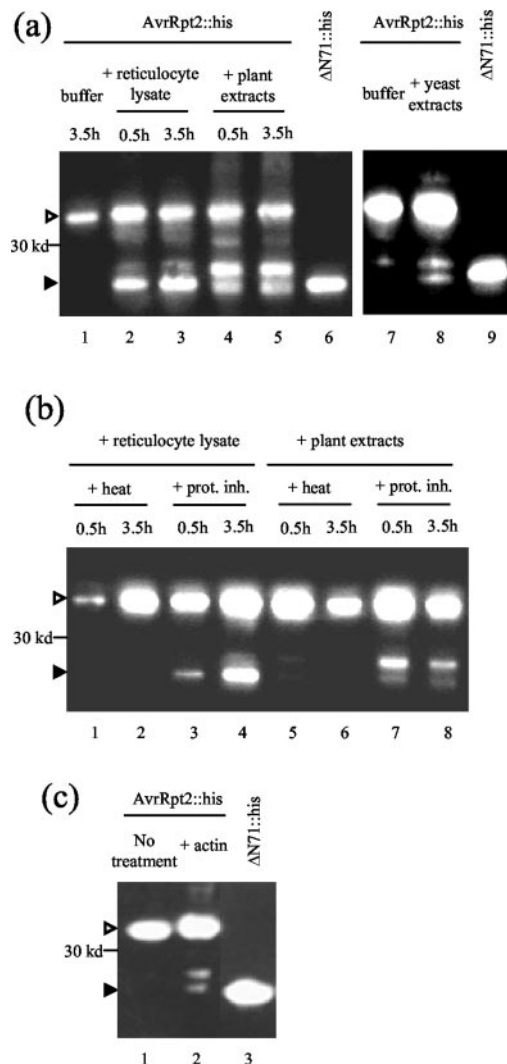 (a)
AvrRpt2::his
ΔN71::his
AvrRpt2::his
ΔN71::his
buffer
+ reticulocyte
lysate
+ plant
extracts
buffer
+ yeast
extracts
3.5h 0.5h 3.5h 0.5h 3.5h
30 kd
1 2 3 4 5 6 7 8 9
(b)
+ reticulocyte lysate + plant extracts
+ heat + prot. inh. + heat + prot. inh.
0.5h 3.5h 0.5h 3.5h 0.5h 3.5h 0.5h 3.5h
30 kd
1 2 3 4 5 6 7 8
(c)
AvrRpt2::his
ΔN71::his
No
treatment
+ actin
30 kd
1 2 3